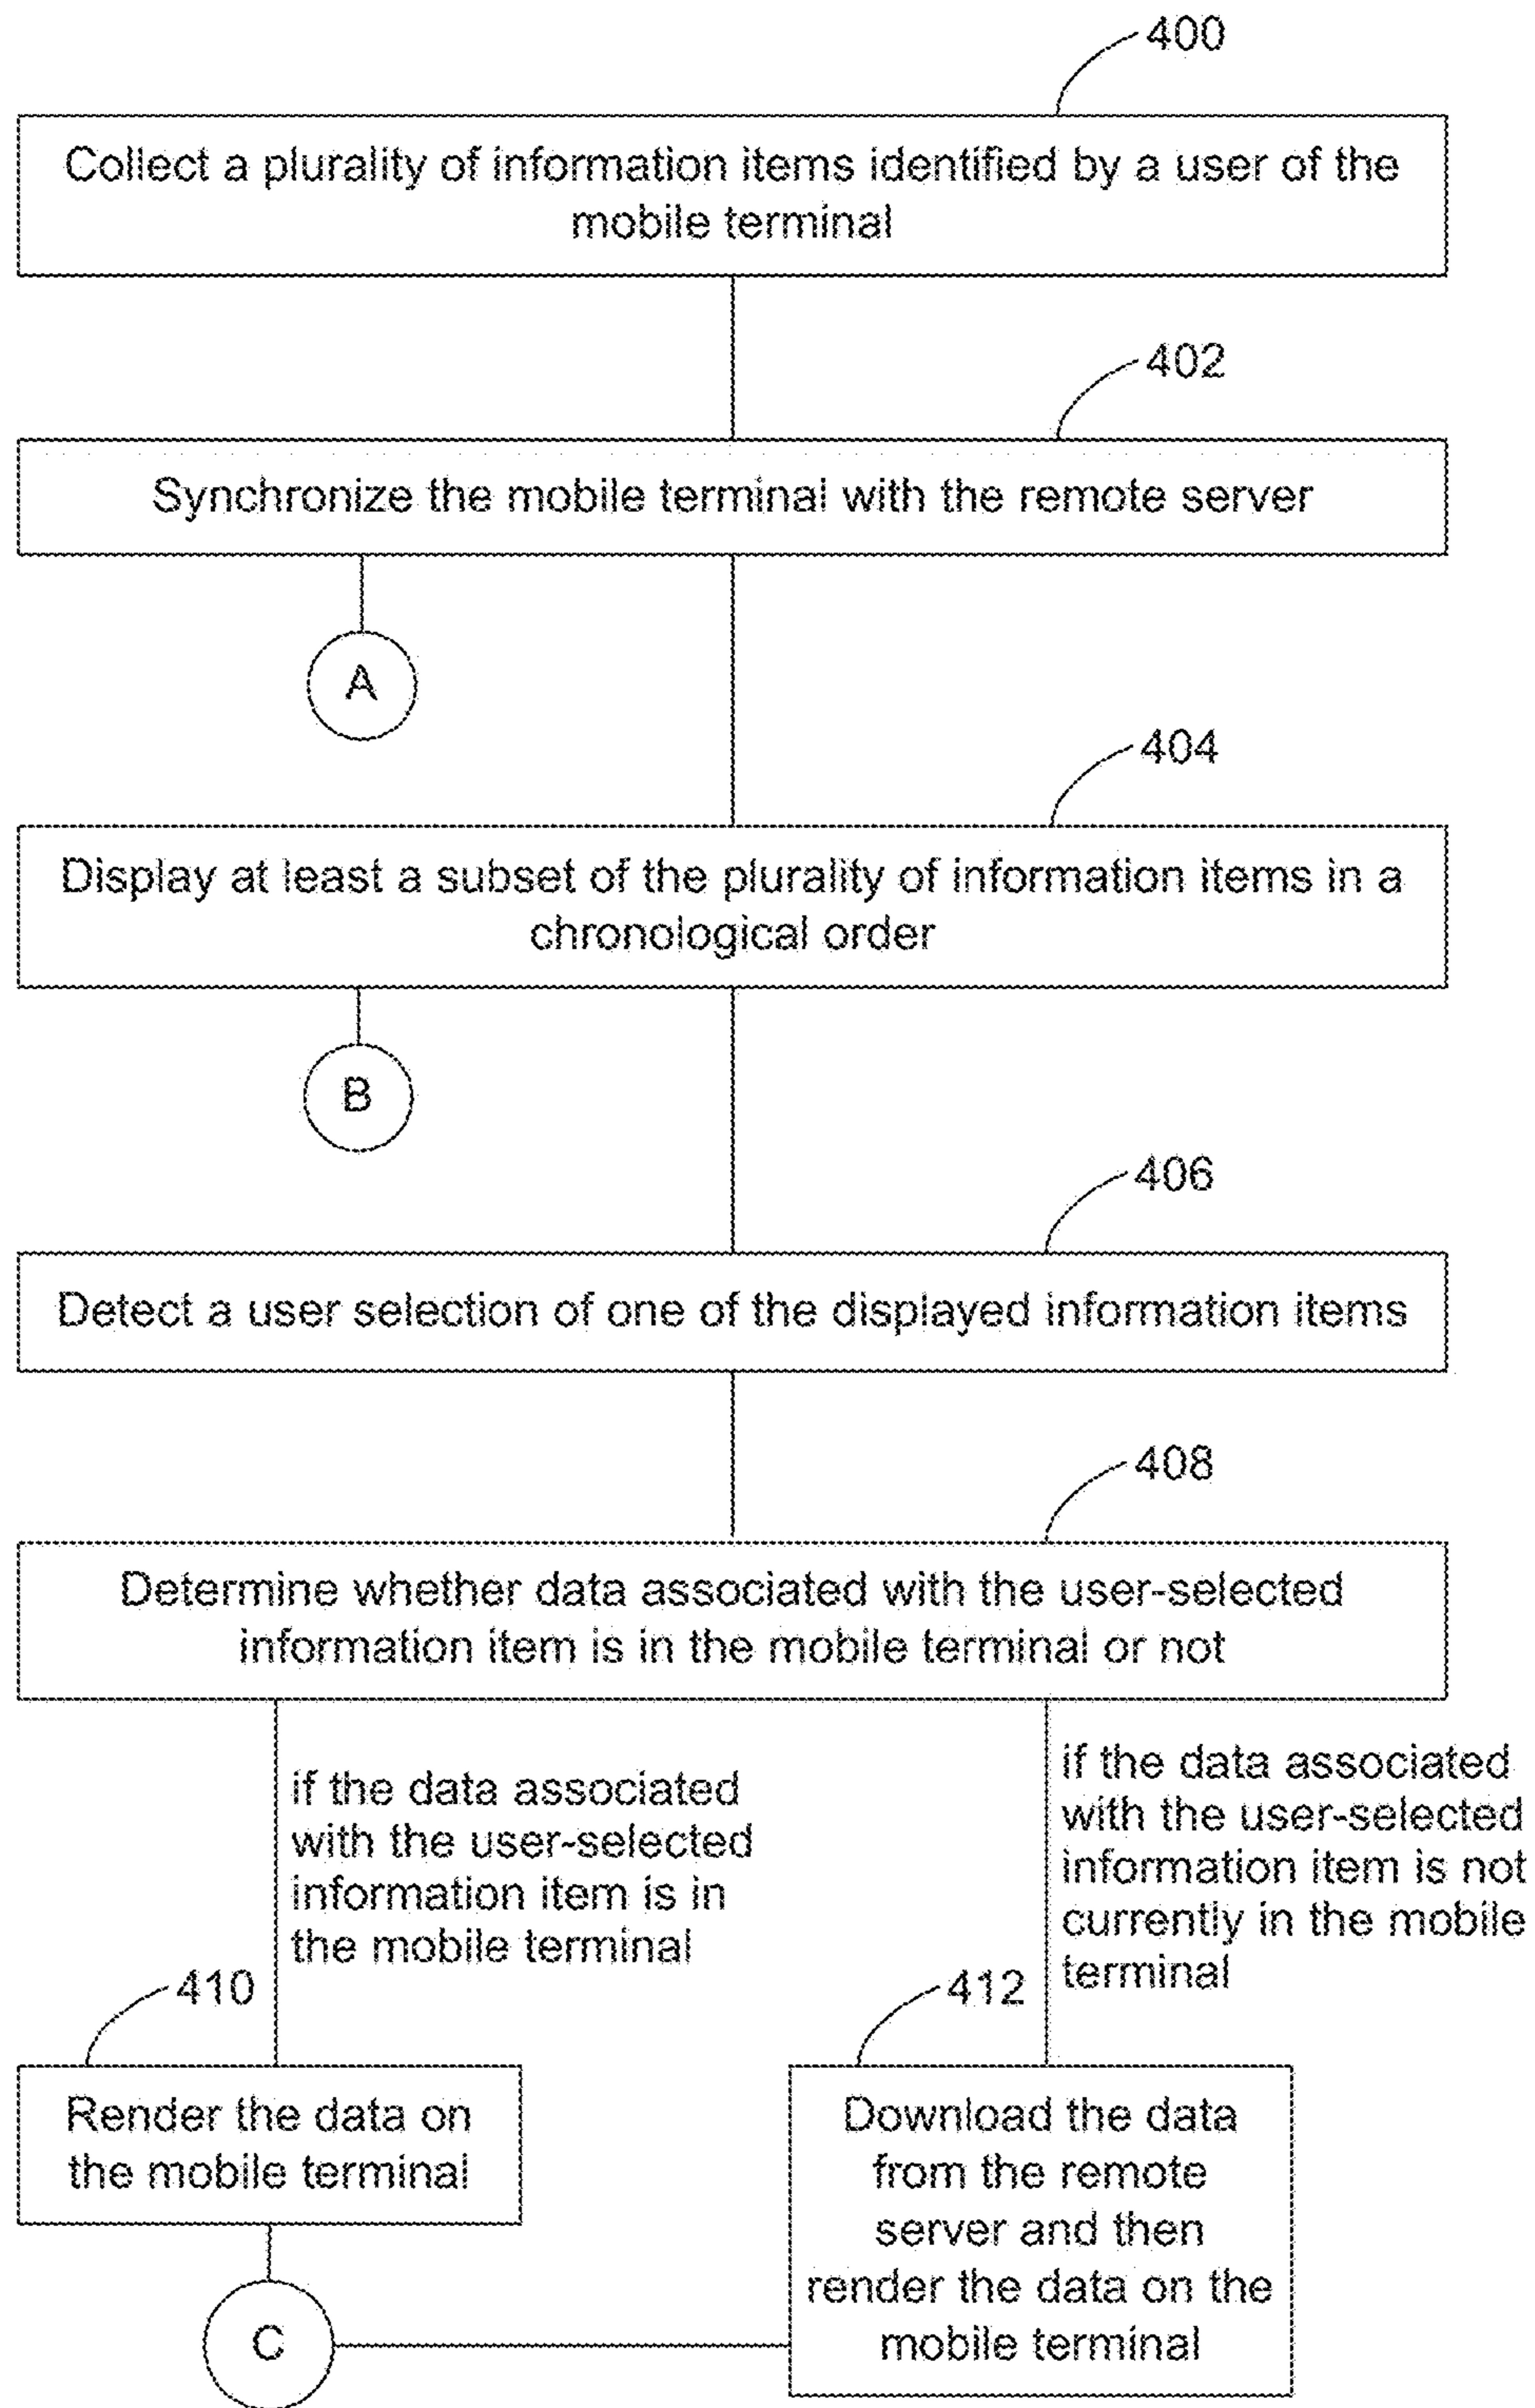 400
Collect a plurality of information items identified by a user of the
mobile terminal
402
Synchronize the mobile terminal with the remote server
A
404
Display at least a subset of the plurality of information items in a
chronological order
B
406
Detect a user selection of one of the displayed information items
408
Determine whether data associated with the user-selected
information item is in the mobile terminal or not
if the data associated
with the user-selected
information item is in
the mobile terminal
if the data associated
with the user-selected
information item is not
currently in the mobile
terminal
410
Render the data on
the mobile terminal
412
Download the data
from the remote
server and then
render the data on the
mobile terminal
C